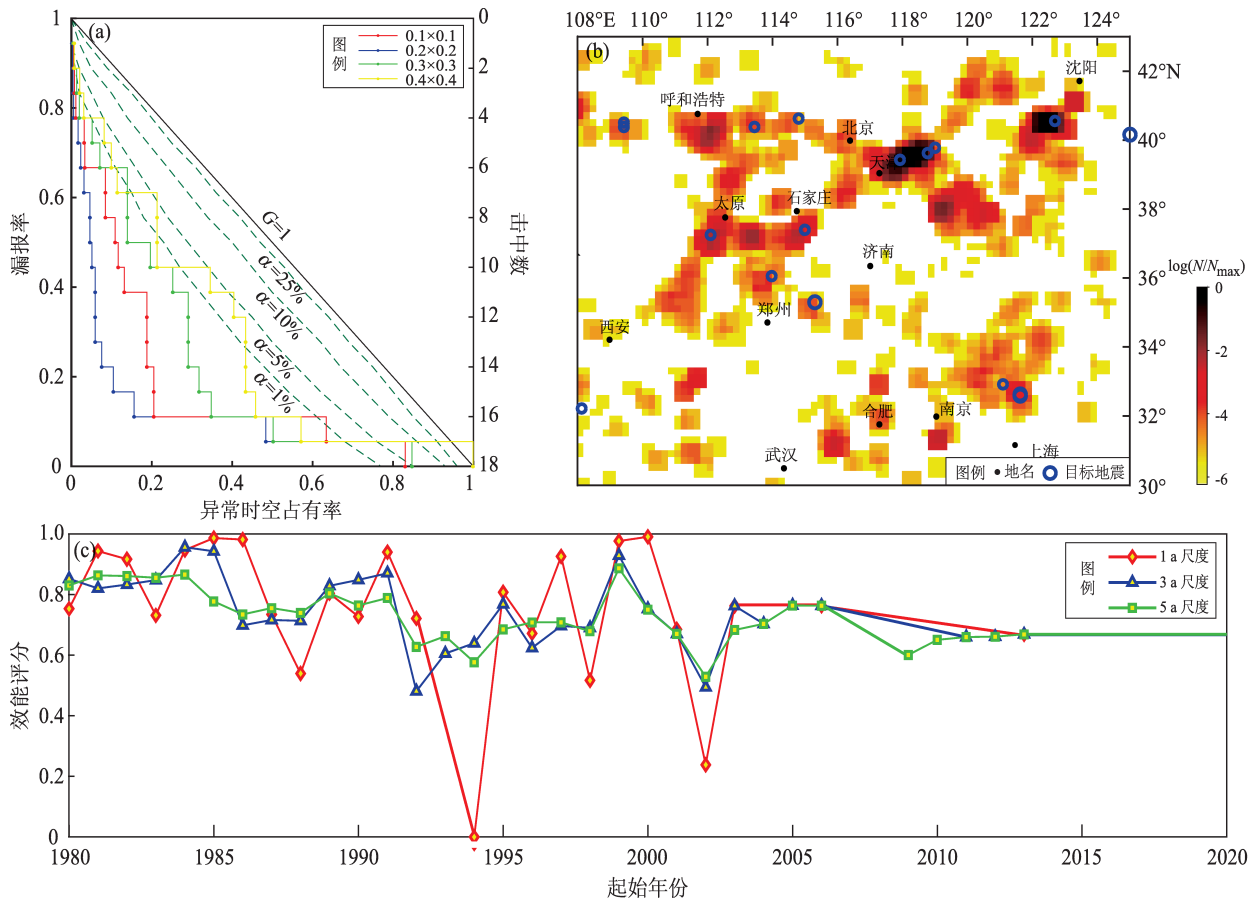 (a)
1
0.8
0.6
0.4
0.2
0
漏报率
0
2
4
6
8
10
12
14
16
18
击中数
图例
0.1×0.1
0.2×0.2
0.3×0.3
0.4×0.4
G=1
α=25%
α=10%
α=5%
α=1%
0.2
0.4
0.6
0.8
1
异常时空占有率
108°E
110°
112°
114°
116°
118°
120°
122°
124°
(b)
42°N
40°
38°
36°
34°
32°
30°
沈阳
呼和浩特
北京
太原
石家庄
济南
郑州
西安
合肥
南京
武汉
上海
图例
地名
目标地震
log(N/Nmax)
0
-2
-4
-6
(c)
1.0
0.8
0.6
0.4
0.2
0
效能评分
图例
1 a 尺度
3 a 尺度
5 a 尺度
1980
1985
1990
1995
2000
2005
2010
2015
2020
起始年份